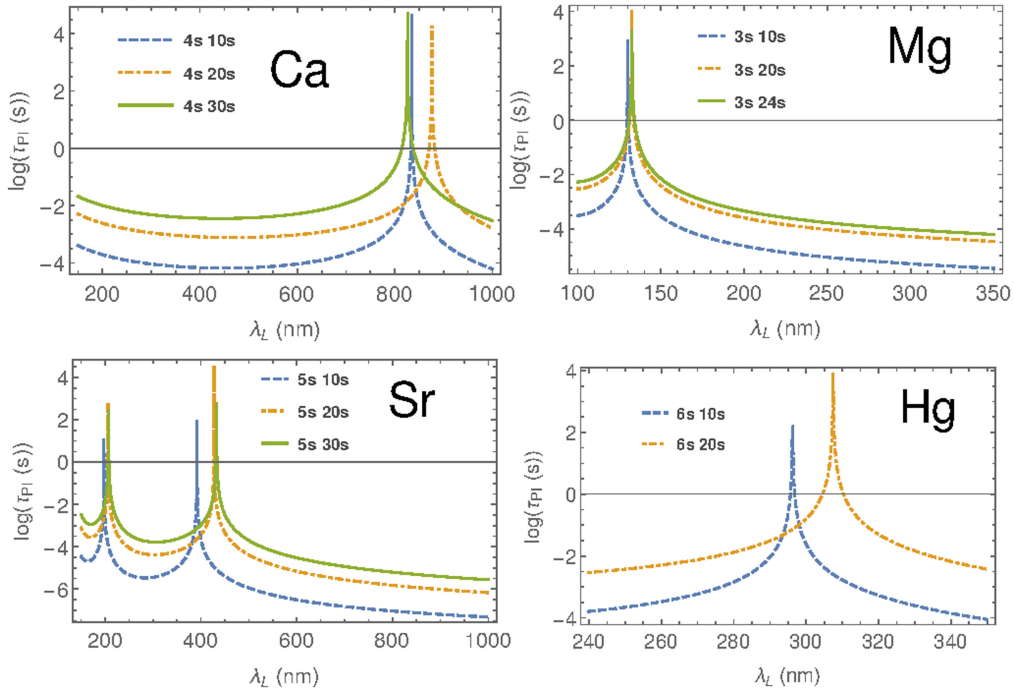 Ca
4s 10s
4s 20s
4s 30s
log(τPI (s))
4
2
0
−2
−4
200
400
600
800
1000
λL (nm)
Mg
3s 10s
3s 20s
3s 24s
log(τPI (s))
4
2
0
−2
−4
100
150
200
250
300
350
λL (nm)
Sr
5s 10s
5s 20s
5s 30s
log(τPI (s))
4
2
0
−2
−4
−6
200
400
600
800
1000
λL (nm)
Hg
6s 10s
6s 20s
log(τPI (s))
4
2
0
−2
−4
240
260
280
300
320
340
λL (nm)